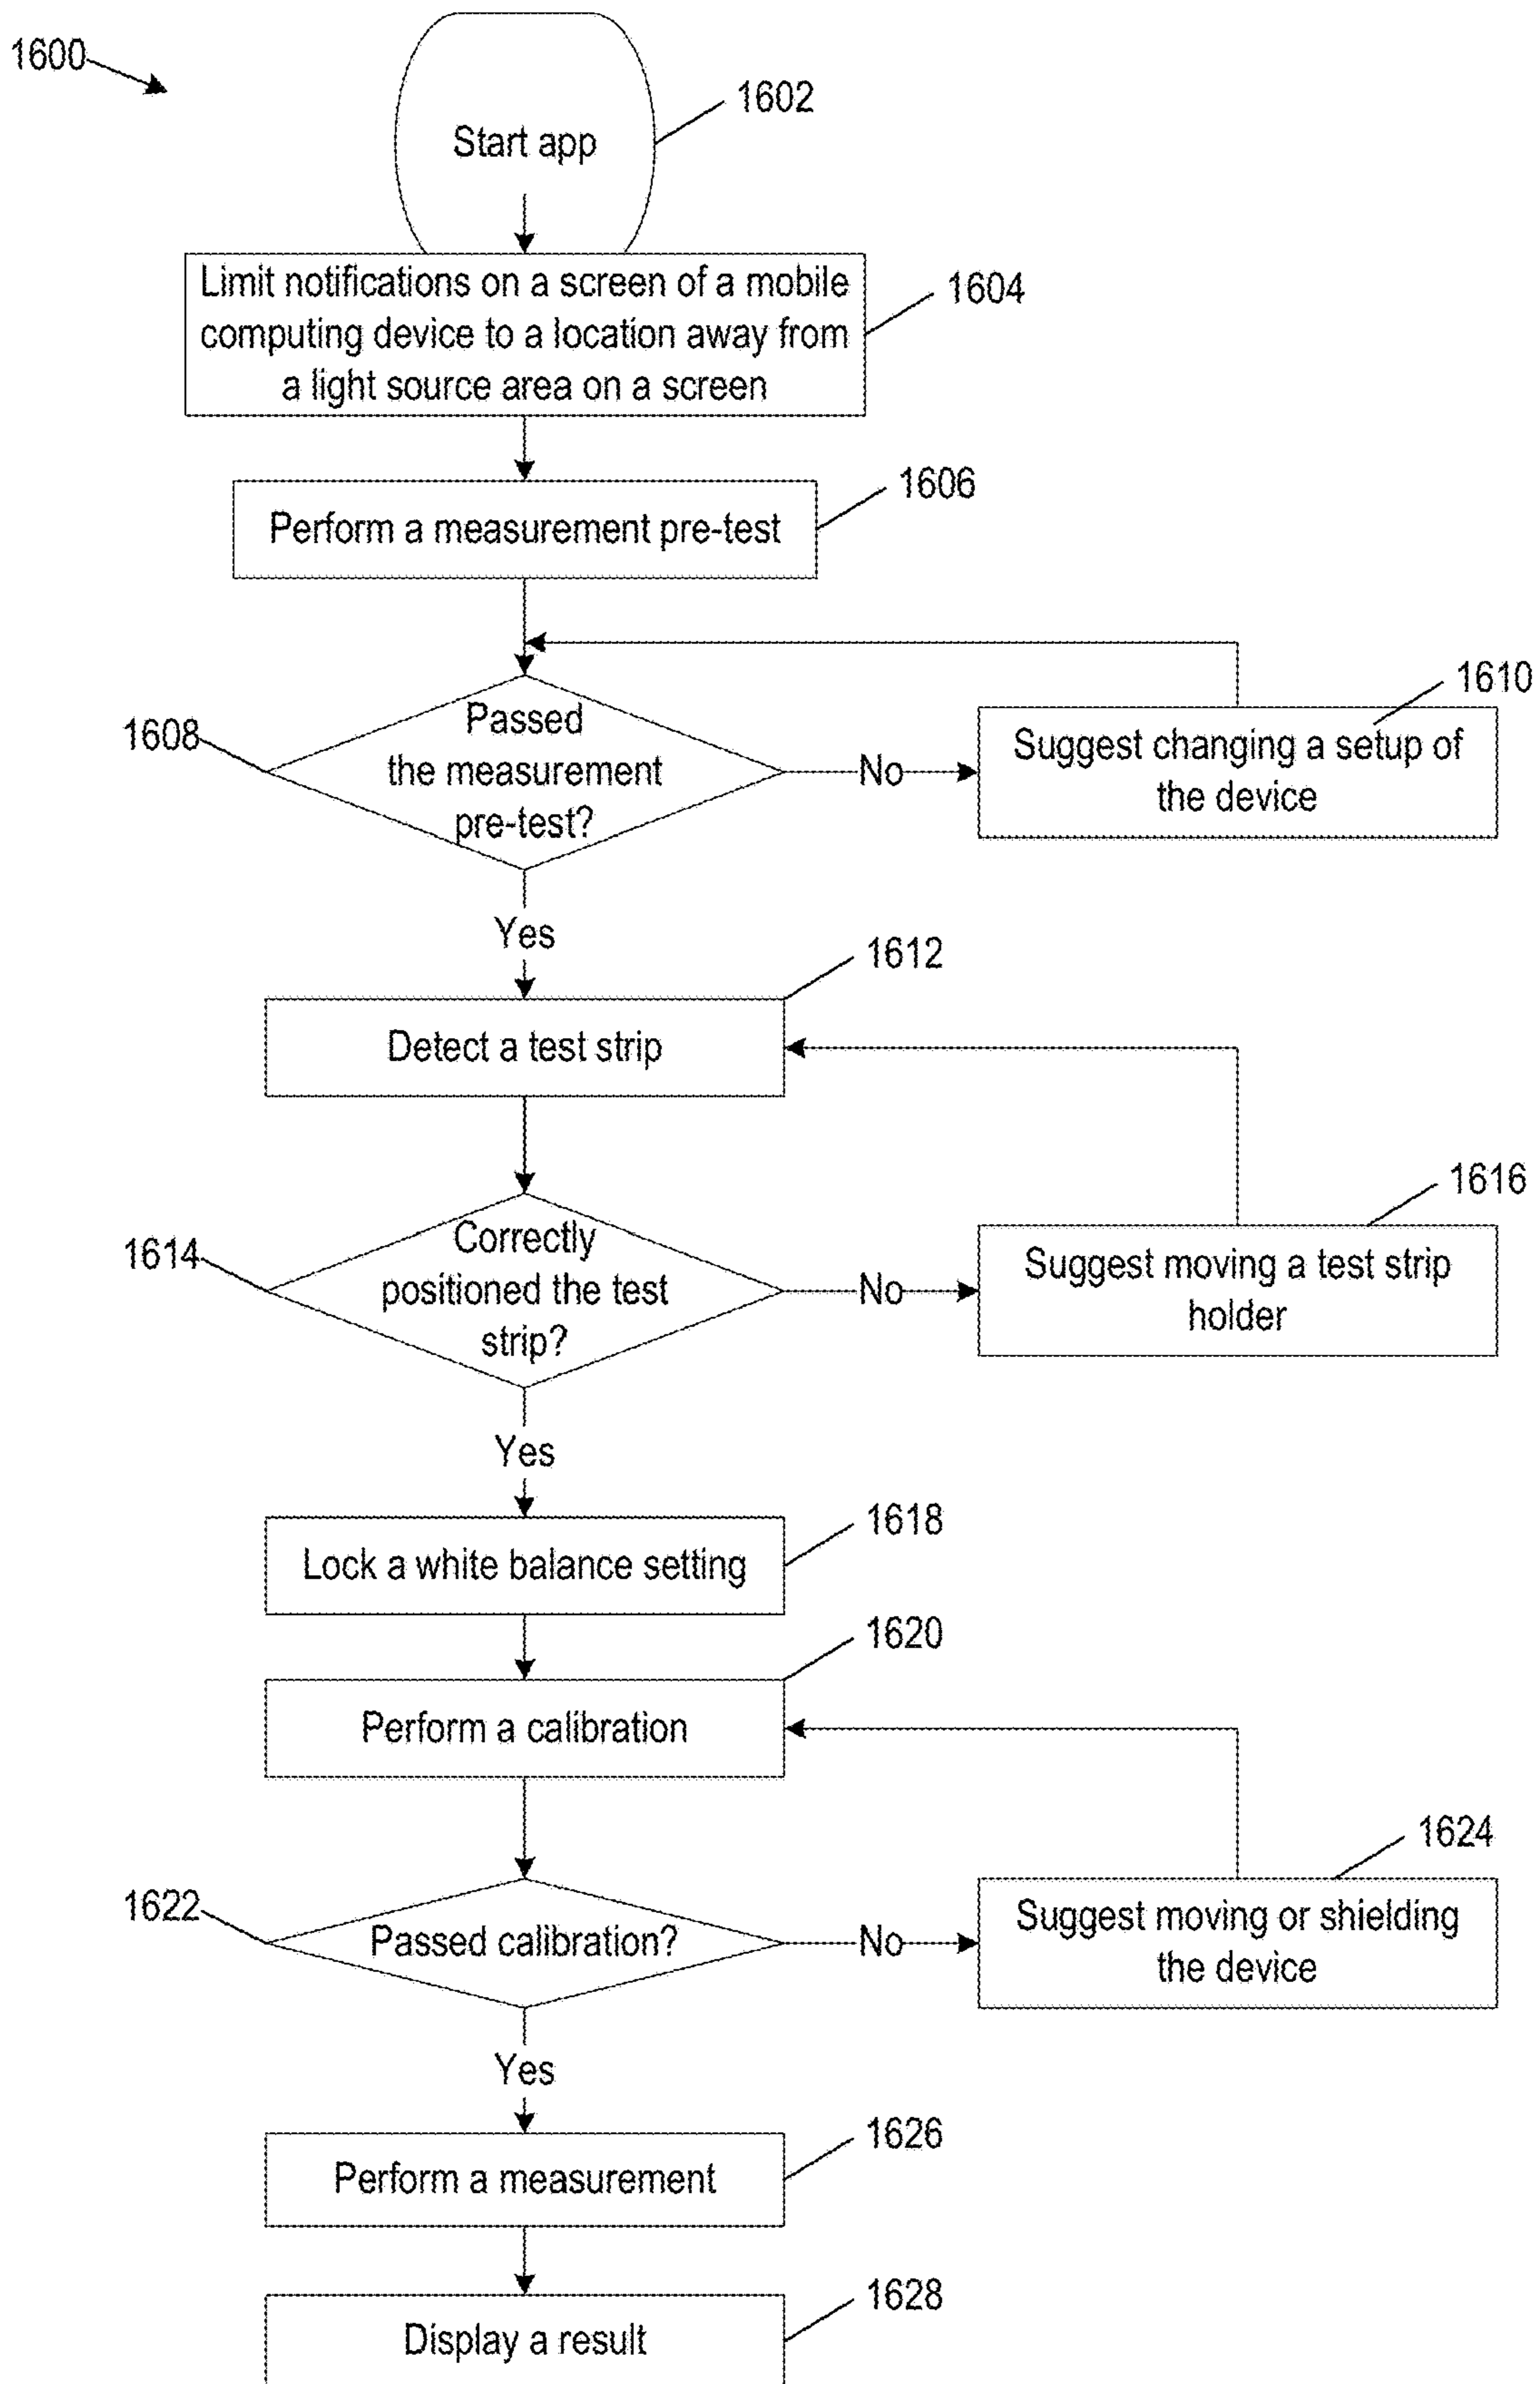 1600
1602
Start app
Limit notifications on a screen of a mobile
computing device to a location away from
a light source area on a screen
1604
1606
Perform a measurement pre-test
1608
Passed
the measurement
pre-test?
No
1610
Suggest changing a setup of
the device
Yes
1612
Detect a test strip
1614
Correctly
positioned the test
strip?
No
1616
Suggest moving a test strip
holder
Yes
1618
Lock a white balance setting
1620
Perform a calibration
1622
Passed calibration?
No
1624
Suggest moving or shielding
the device
Yes
1626
Perform a measurement
1628
Display a result